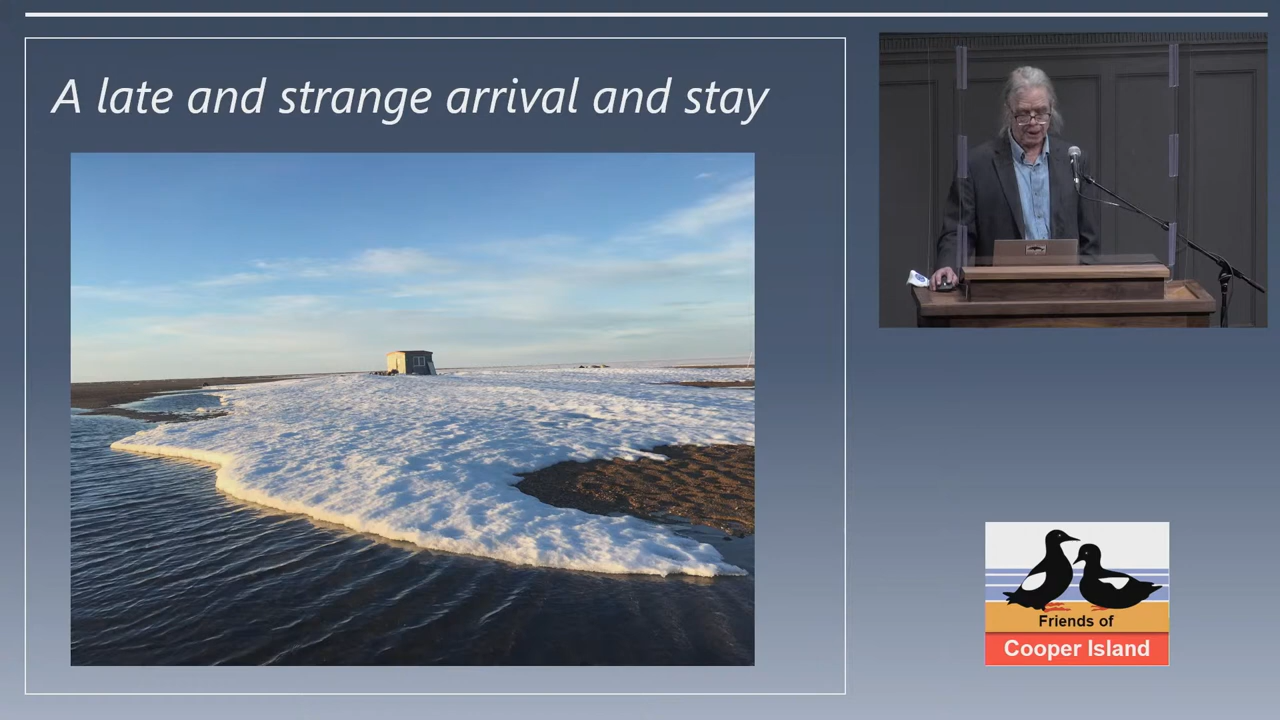 A late and strange arrival and stay
Friends of
Cooper Island